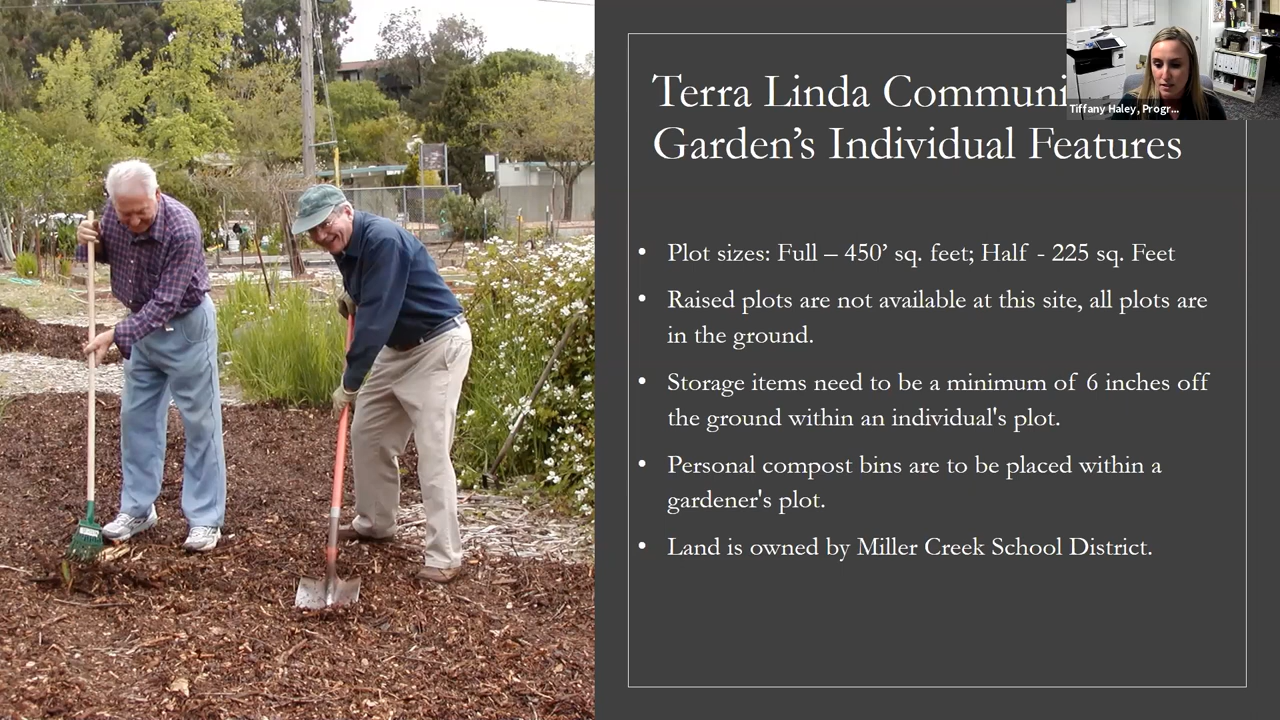 Terra Linda Communi
Garden’s Individual Features
Tiffany Haley, Progr...
• Plot sizes: Full – 450’ sq. feet; Half - 225 sq. Feet
• Raised plots are not available at this site, all plots are
in the ground.
• Storage items need to be a minimum of 6 inches off
the ground within an individual's plot.
• Personal compost bins are to be placed within a
gardener's plot.
• Land is owned by Miller Creek School District.